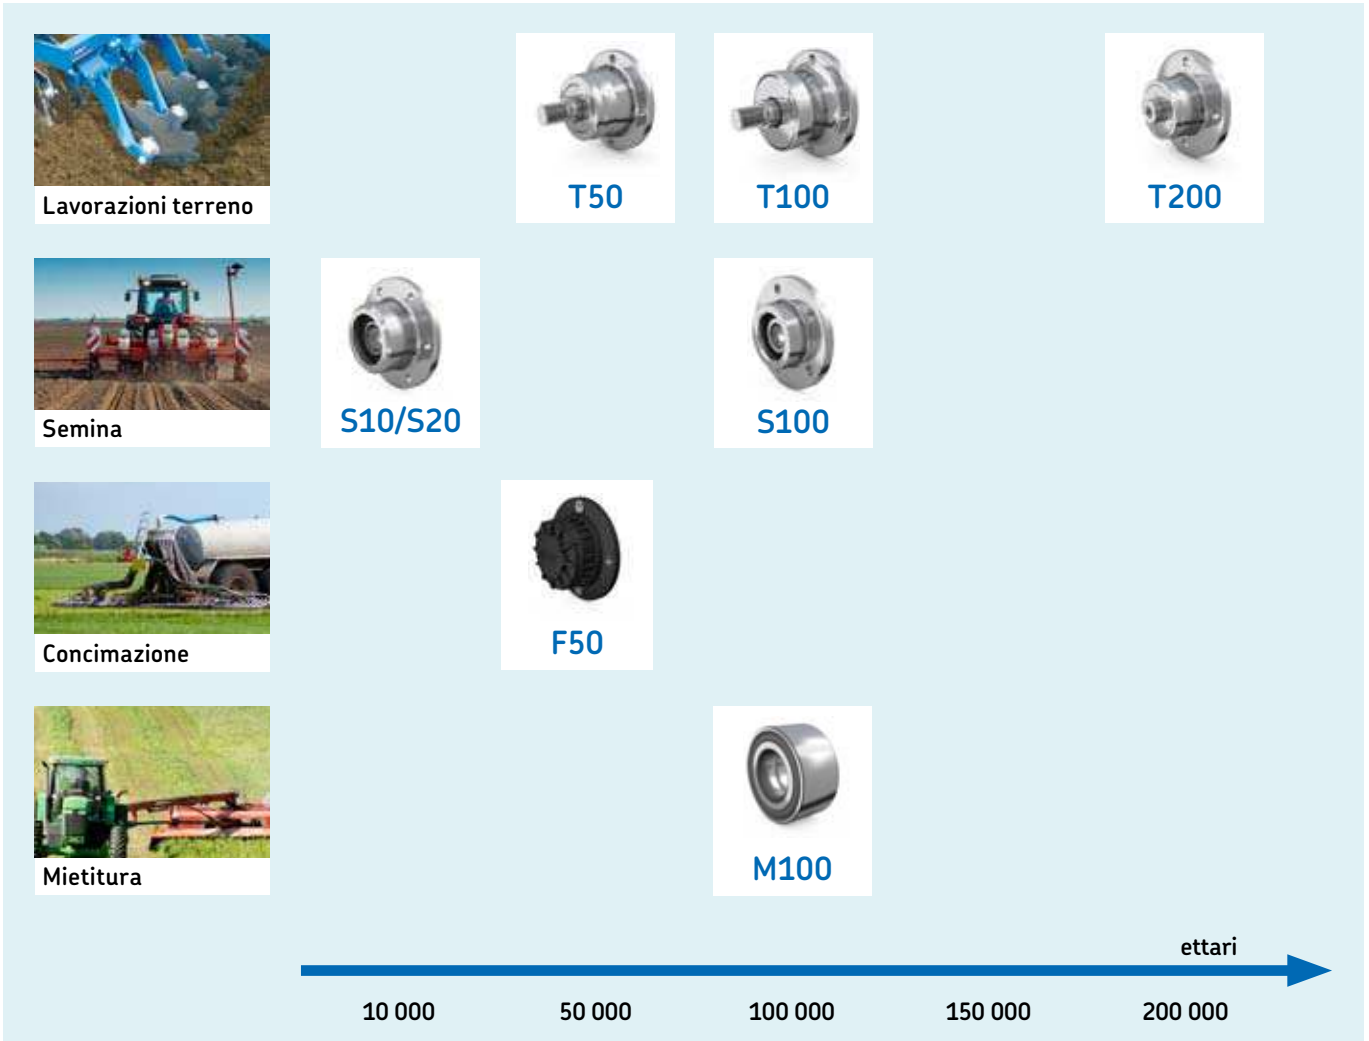 T50
T100
T200
Lavorazioni terreno
S10/S20
S100
Semina
F50
Concimazione
M100
Mietitura
ettari
10 000
50 000
100 000
150 000
200 000